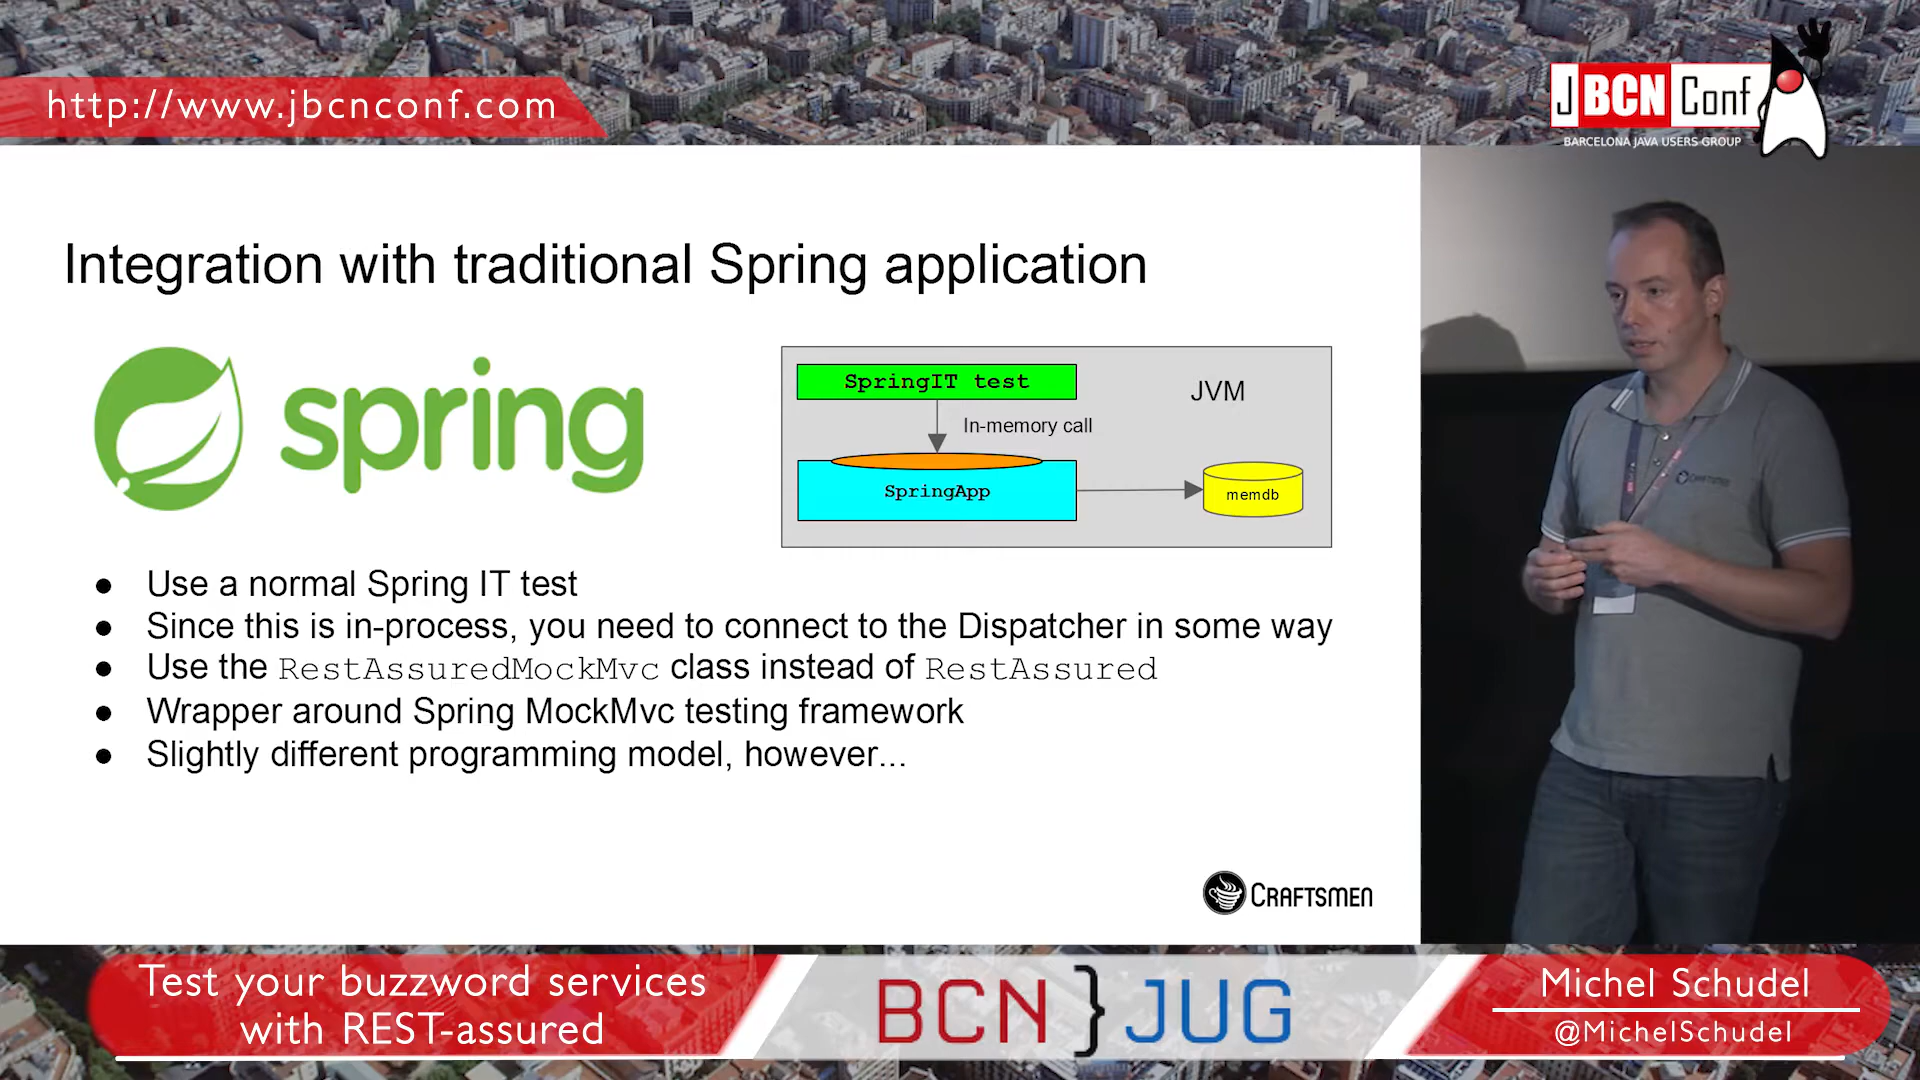 http://www.jbcnconf.com
JBCNConf
BARCELONA JAVA USERS GROUP
Integration with traditional Spring application
spring
SpringIT test
JVM
In-memory call
SpringApp
memdb
● Use a normal Spring IT test
● Since this is in-process, you need to connect to the Dispatcher in some way
● Use the RestAssuredMockMvc class instead of RestAssured
● Wrapper around Spring MockMvc testing framework
● Slightly different programming model, however...
CRAFTSMEN
CRAFTSMEN
Test your buzzword services
with REST-assured
BCN}JUG
Michel Schudel
@MichelSchudel